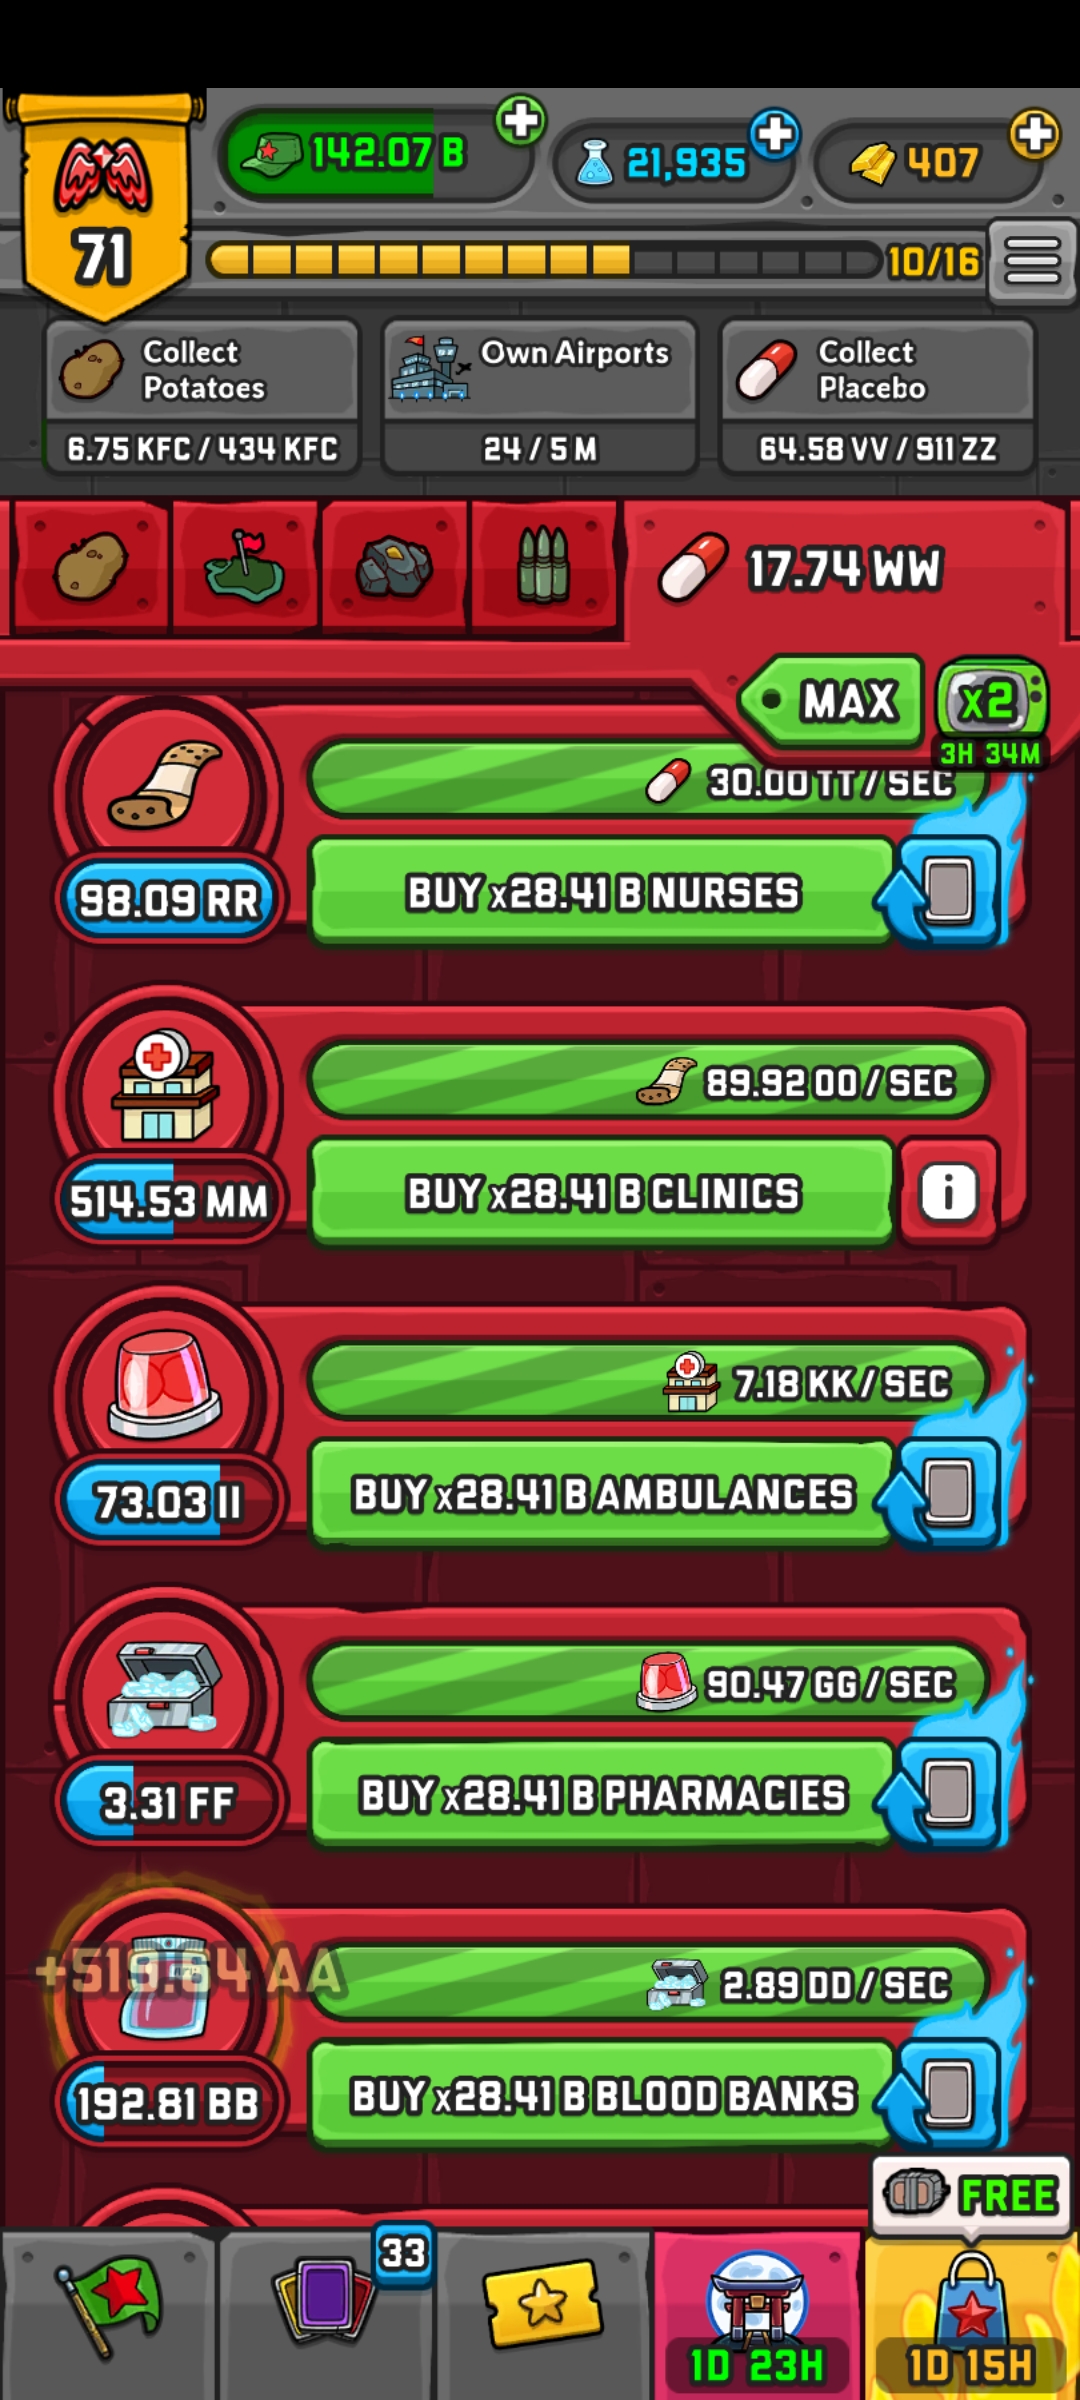 142.07 B
21,935
407
71
10/16
Collect
Potatoes
6.75 KFC / 434 KFC
Own Airports
24 / 5 M
Collect
Placebo
64.58 VV / 911 ZZ
17.74 WW
MAX
x2
3H 34M
30.00 TT / SEC
98.09 RR
BUY x28.41 B NURSES
89.92 OO / SEC
514.53 MM
BUY x28.41 B CLINICS
i
7.18 KK / SEC
73.03 II
BUY x28.41 B AMBULANCES
90.47 GG / SEC
3.31 FF
BUY x28.41 B PHARMACIES
+519.64 AA
2.89 DD / SEC
192.81 BB
BUY x28.41 B BLOOD BANKS
FREE
33
1D 23H
1D 15H